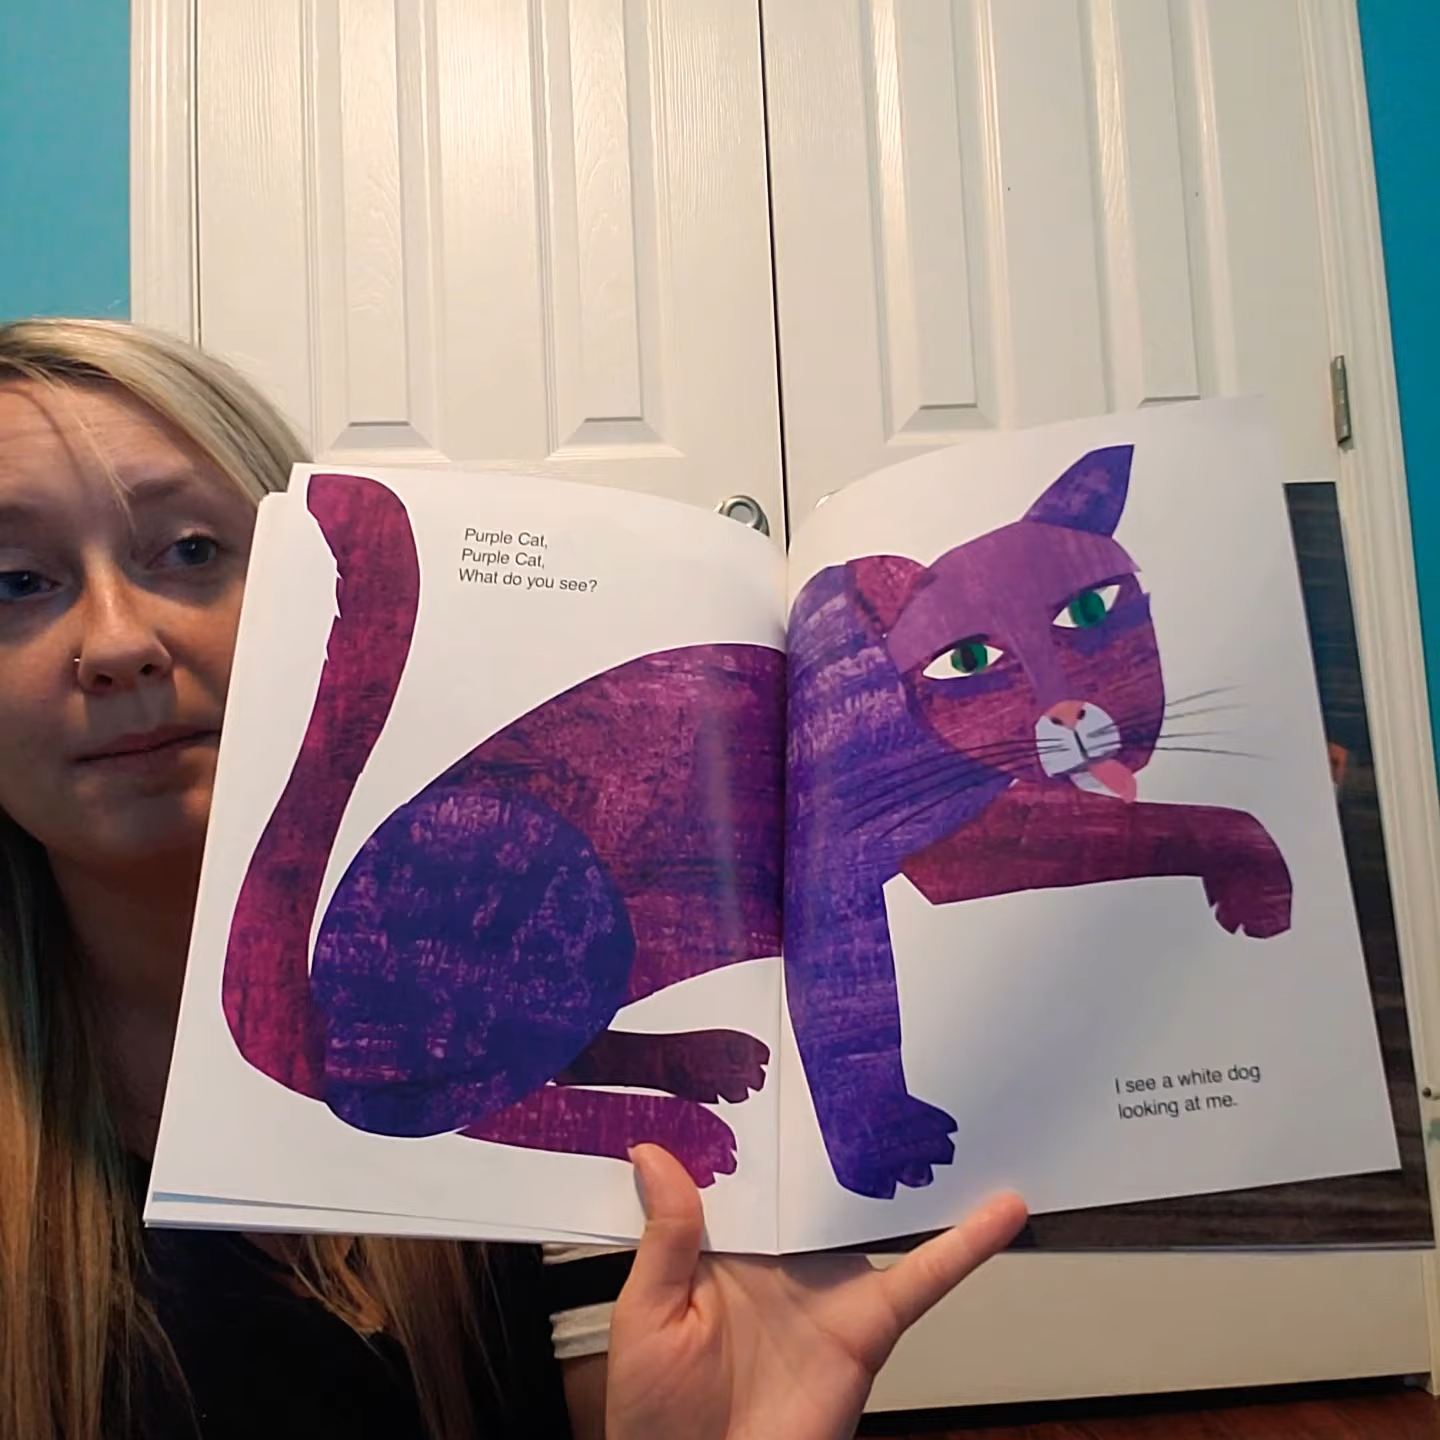 Purple Cat,
Purple Cat,
What do you see?
I see a white dog
looking at me.